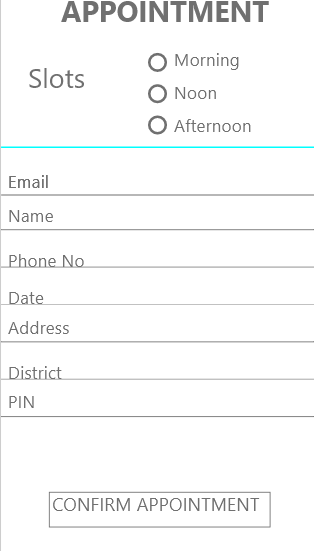 APPOINTMENT
Slots
Morning
Noon
Afternoon
Email
Name
Phone No
Date
Address
District
PIN
CONFIRM APPOINTMENT